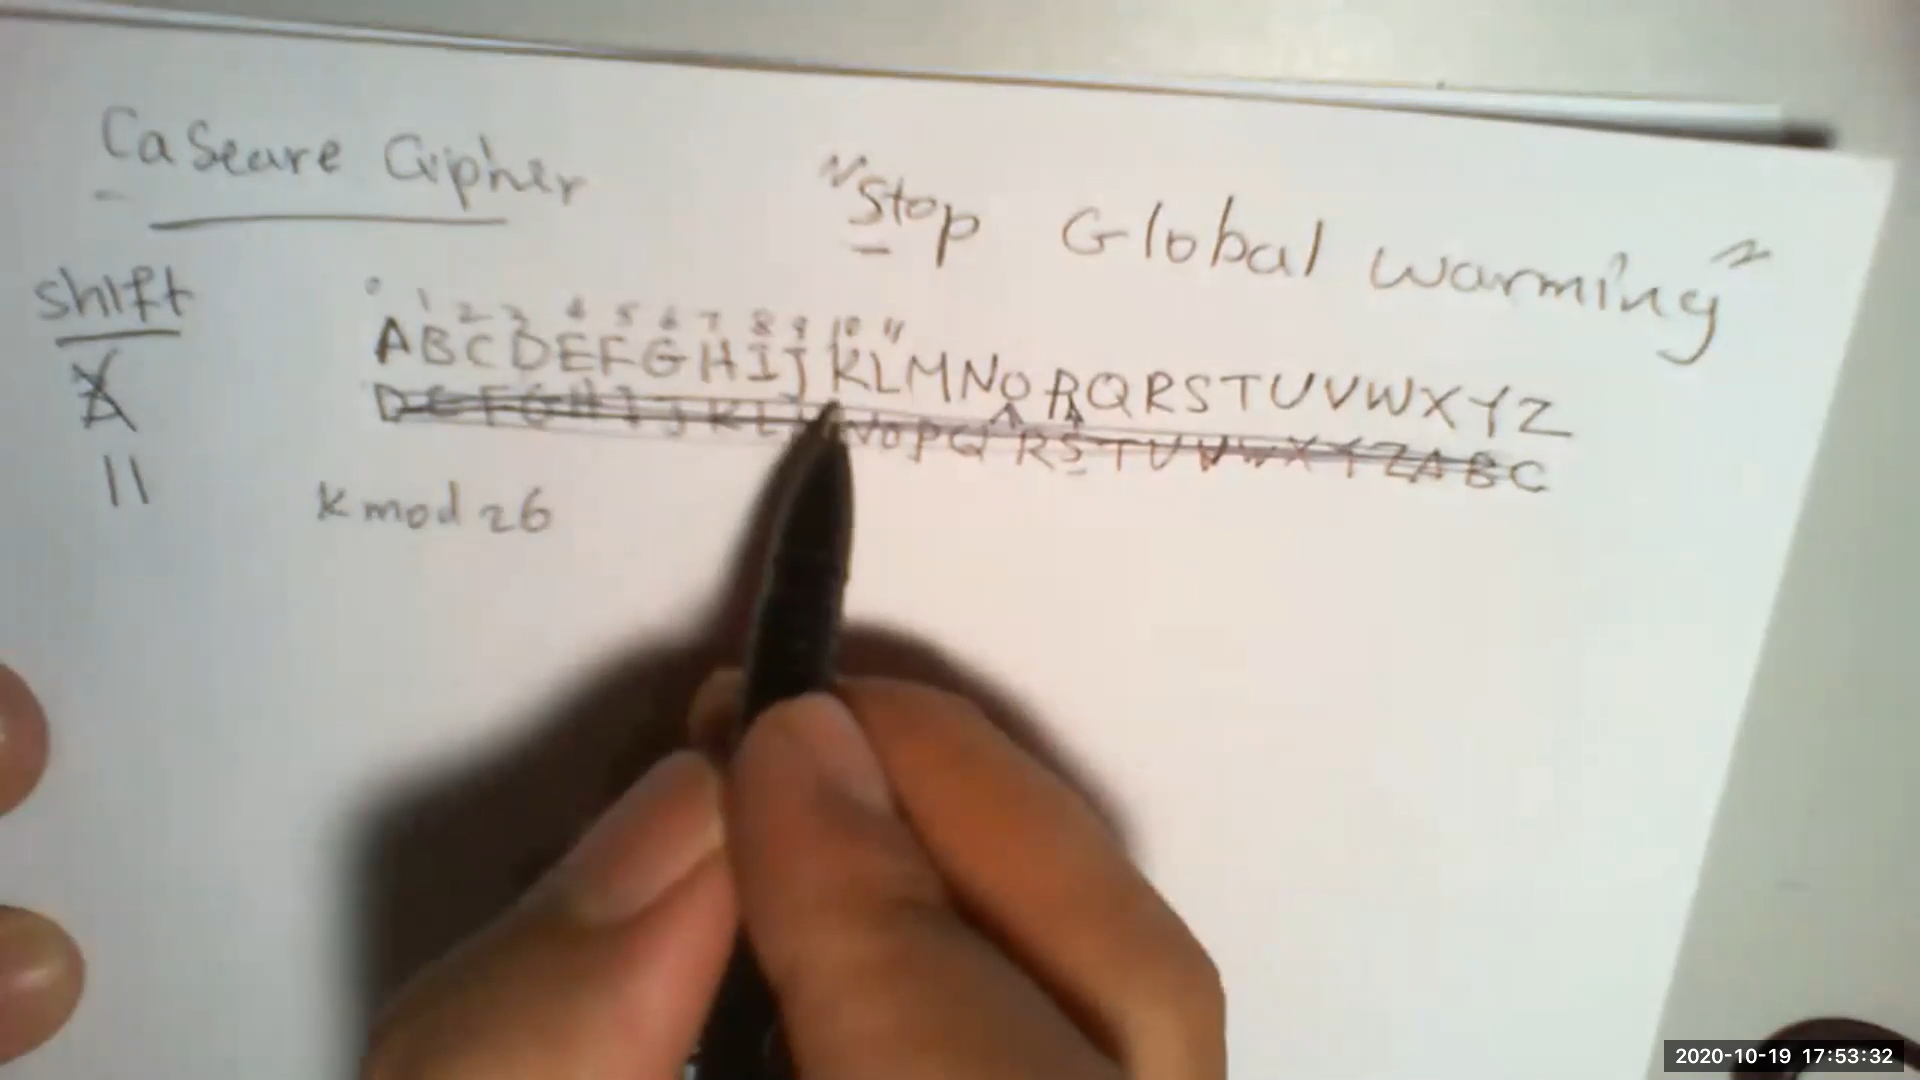 CaSeare Cipher
"Stop Global warming"
shift
0 1 2 3 4 5 6 7 8 9 10 11
A B C D E F G H I J K L M N O P Q R S T U V W X Y Z
D E F G H I J K L N O P Q R S T U V W X Y Z A B C
11
K mod 26
2020-10-19 17:53:32